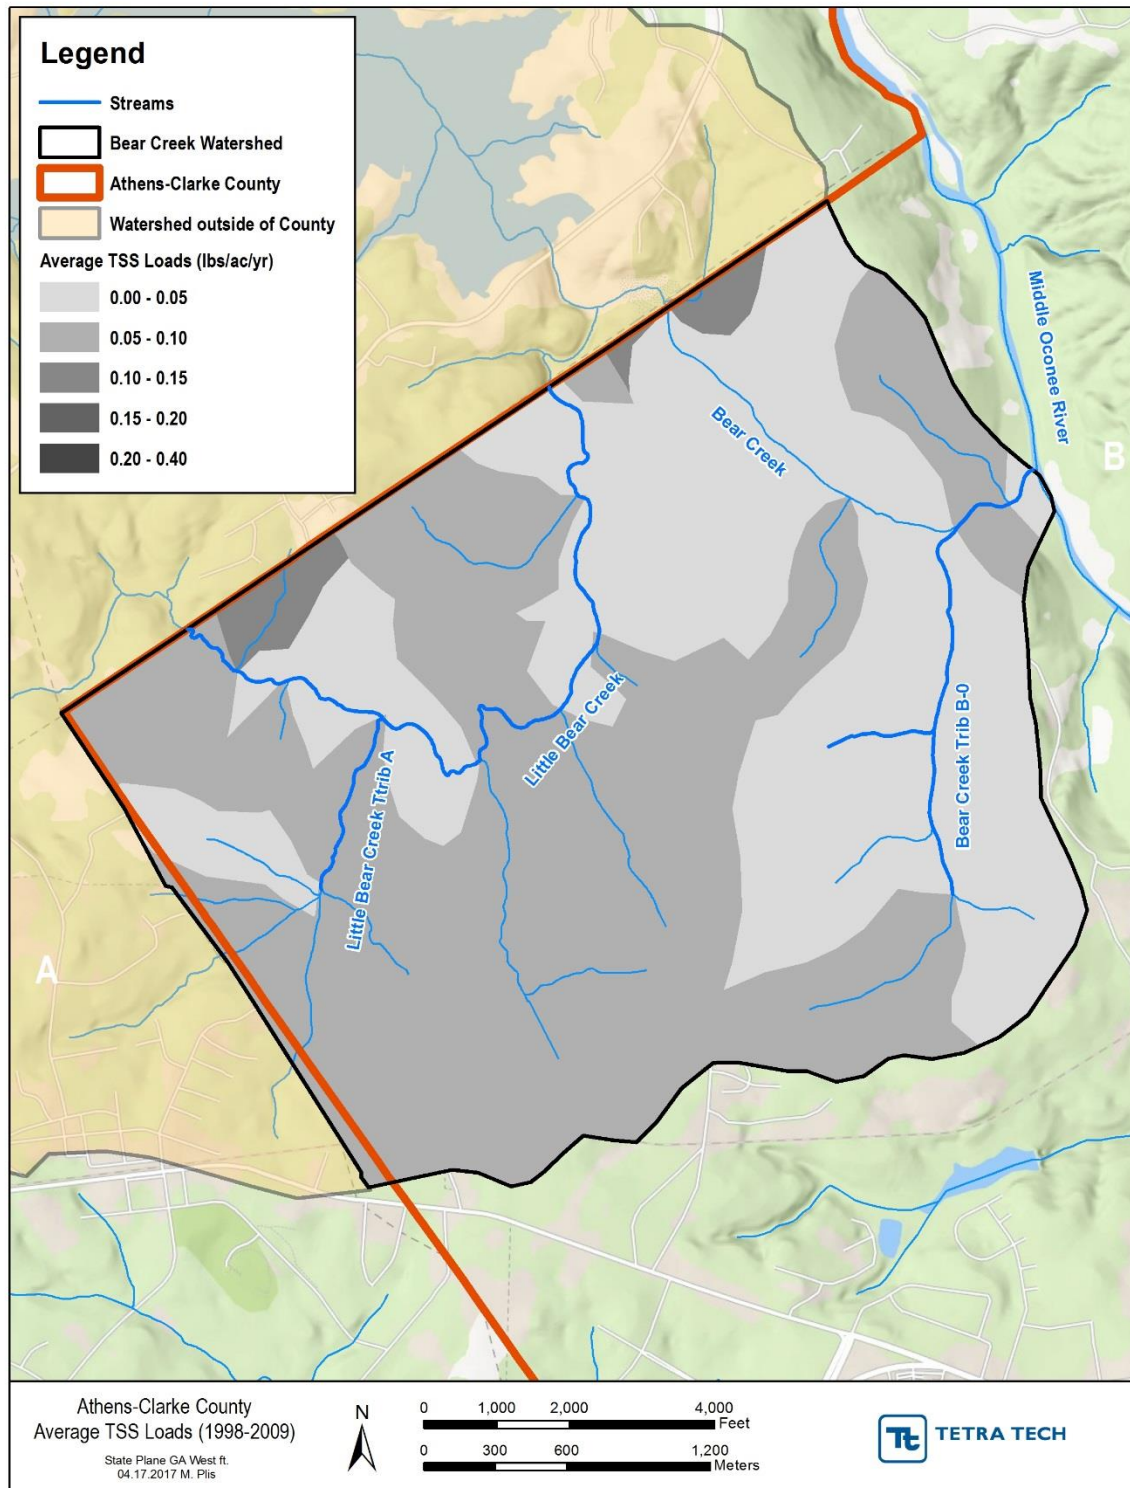 Legend
Streams
Bear Creek Watershed
Athens-Clarke County
Watershed outside of County
Average TSS Loads (lbs/ac/yr)
0.00 - 0.05
0.05 - 0.10
0.10 - 0.15
0.15 - 0.20
0.20 - 0.40
Middle Oconee River
Bear Creek
B
Little Bear Creek
Bear Creek Trib B-0
Little Bear Creek Ttrib A
A
Athens-Clarke County
Average TSS Loads (1998-2009)
State Plane GA West ft.
04.17.2017 M. Plis
N
0 1,000 2,000 4,000
Feet
0 300 600 1,200
Meters
Tt TETRA TECH